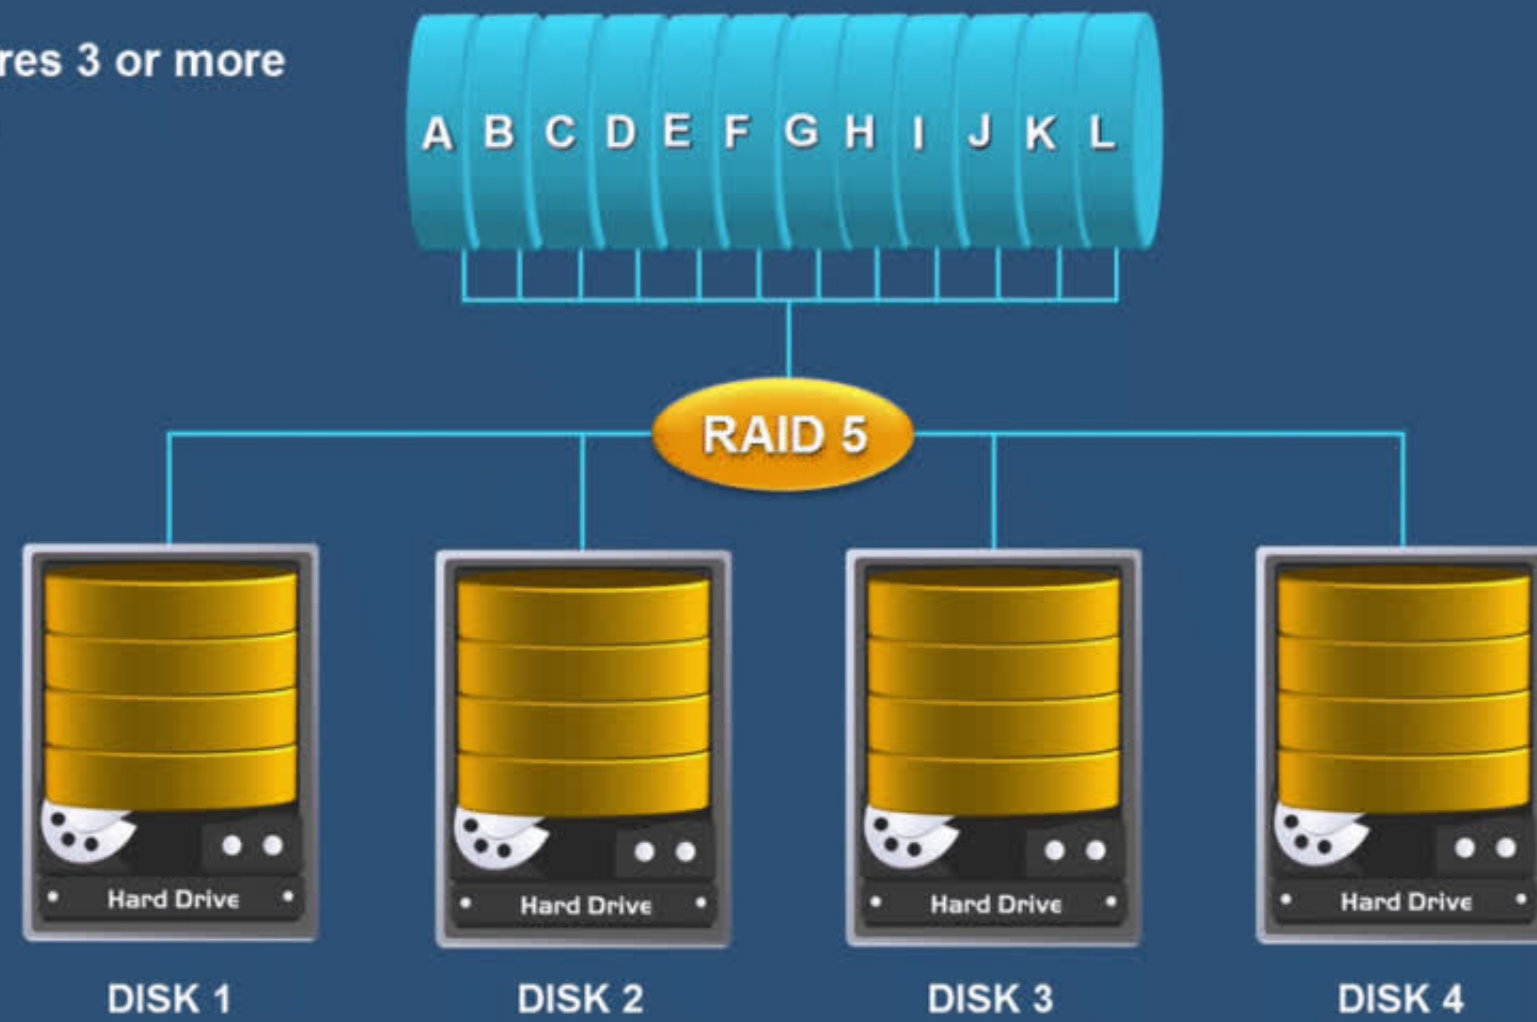 res 3 or more
A B C D E F G H I J K L
RAID 5
Hard Drive
Hard Drive
Hard Drive
Hard Drive
DISK 1
DISK 2
DISK 3
DISK 4